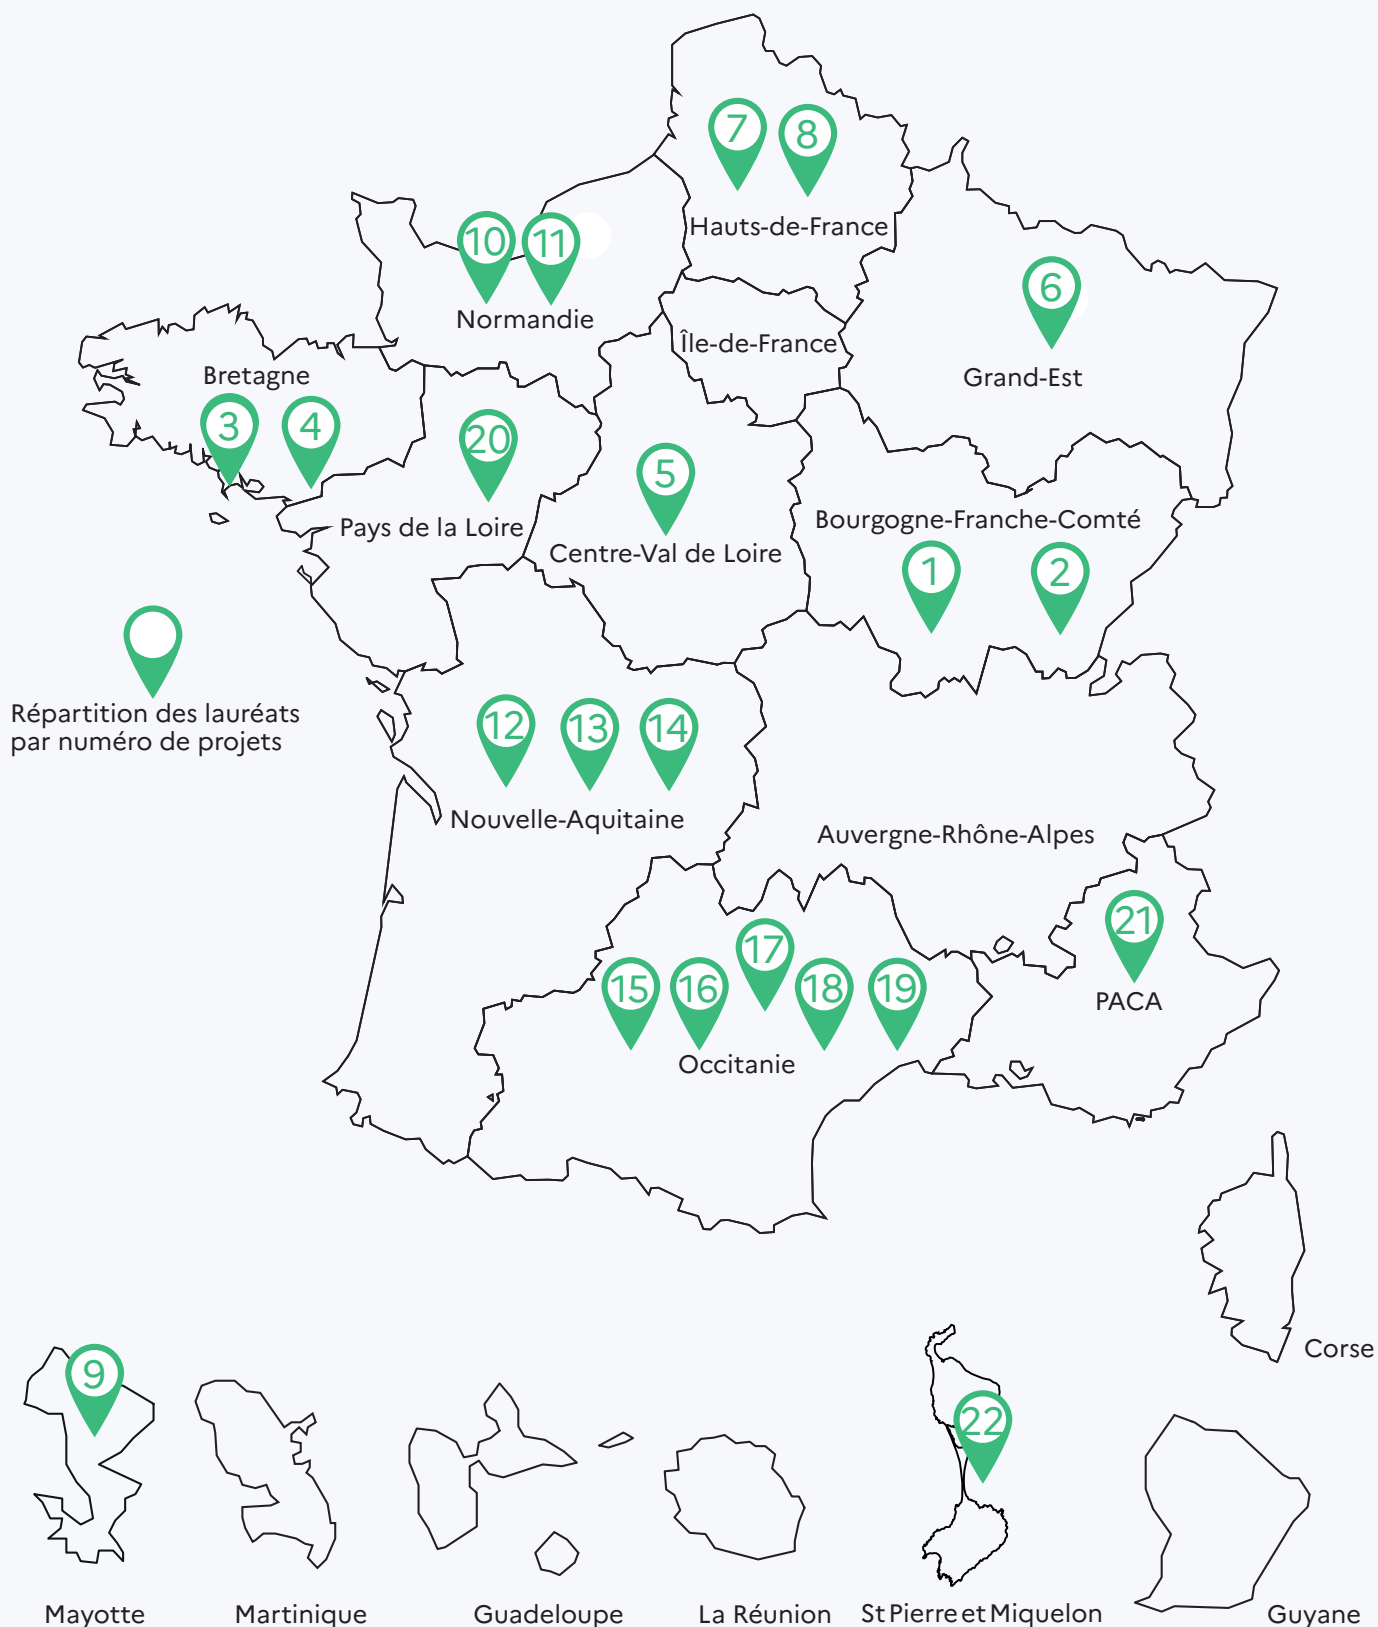 7
8
Hauts-de-France
10
11
Normandie
6
Grand-Est
Île-de-France
Bretagne
3
4
20
Pays de la Loire
5
Centre-Val de Loire
Bourgogne-Franche-Comté
1
2
Répartition des lauréats
par numéro de projets
12
13
14
Nouvelle-Aquitaine
Auvergne-Rhône-Alpes
21
PACA
15
16
17
18
19
Occitanie
Corse
9
22
Mayotte
Martinique
Guadeloupe
La Réunion
St Pierre et Miquelon
Guyane